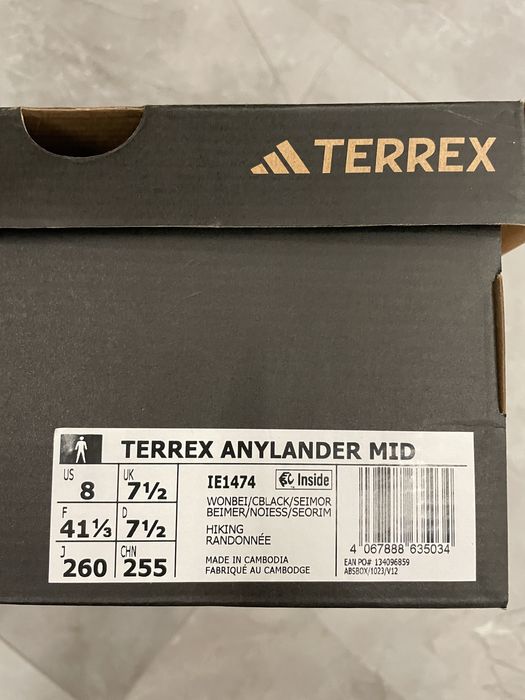 TERREX
TERREX ANYLANDER MID
US 8 UK 7½
F 41⅓ D 7½
J 260 CHN 255
IE1474 Inside
WONBEI/CBLACK/SEIMOR
BEIMER/NOIESS/SEORIM
HIKING
RANDONNÉE
MADE IN CAMBODIA
FABRIQUÉ AU CAMBODGE
4 067888 635034
EAN PO# 134096859
ABSBOX/1023/V12